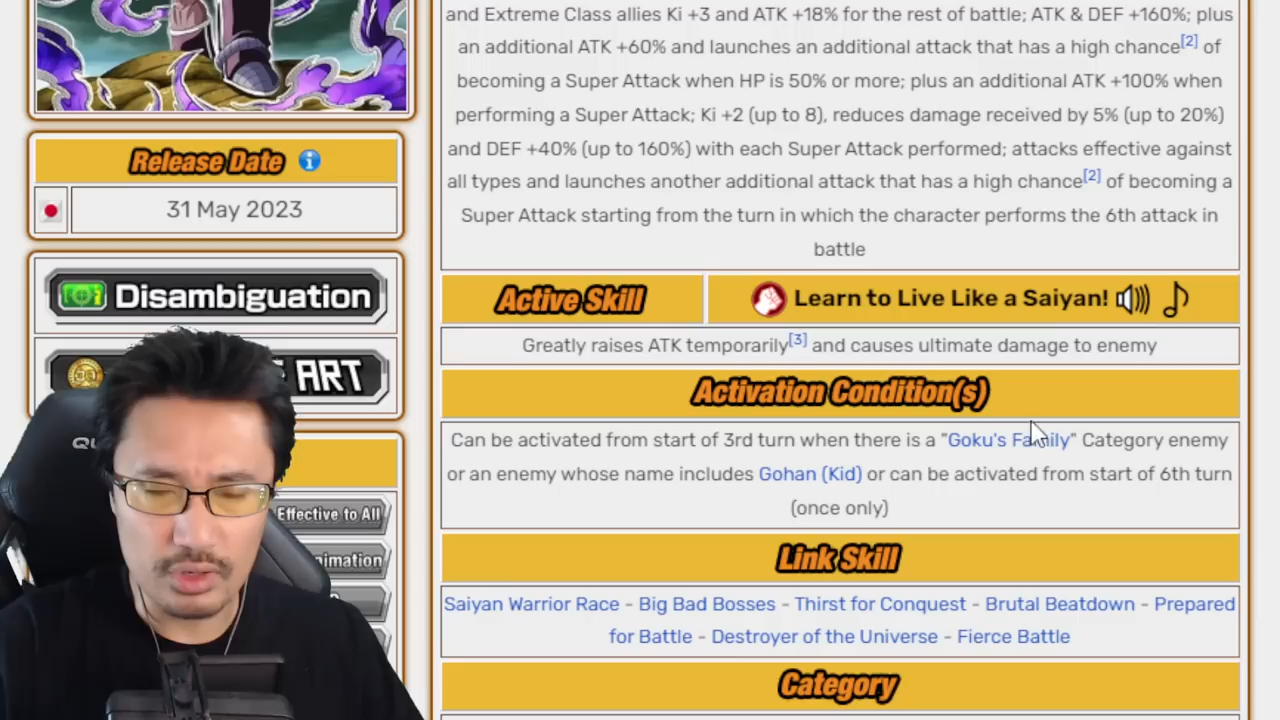 and Extreme Class allies Ki +3 and ATK +18% for the rest of battle; ATK & DEF +160%; plus
an additional ATK +60% and launches an additional attack that has a high chance[2] of
becoming a Super Attack when HP is 50% or more; plus an additional ATK +100% when
performing a Super Attack; Ki +2 (up to 8), reduces damage received by 5% (up to 20%)
and DEF +40% (up to 160%) with each Super Attack performed; attacks effective against
all types and launches another additional attack that has a high chance[2] of becoming a
Super Attack starting from the turn in which the character performs the 6th attack in
battle
Release Date
31 May 2023
Disambiguation
ART
Effective to All
Active Skill
Learn to Live Like a Saiyan!
Greatly raises ATK temporarily[3] and causes ultimate damage to enemy
Activation Condition(s)
Can be activated from start of 3rd turn when there is a "Goku's Family" Category enemy
or an enemy whose name includes Gohan (Kid) or can be activated from start of 6th turn
(once only)
Link Skill
Saiyan Warrior Race - Big Bad Bosses - Thirst for Conquest - Brutal Beatdown - Prepared
for Battle - Destroyer of the Universe - Fierce Battle
Category